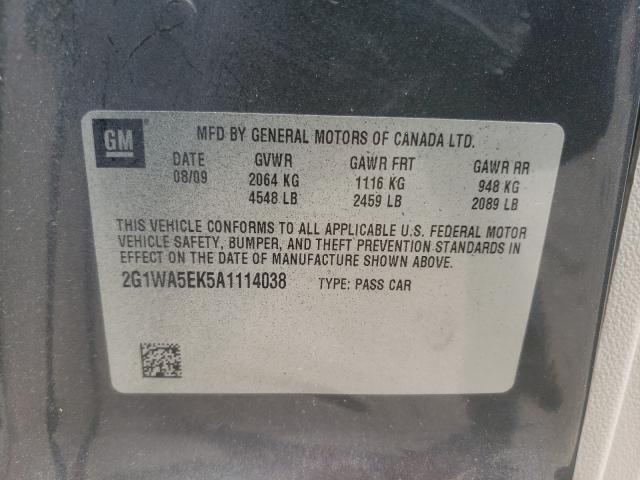 GM
MFD BY GENERAL MOTORS OF CANADA LTD.
DATE GVWR GAWR FRT GAWR RR
08/09 2064 KG 1116 KG 948 KG
4548 LB 2459 LB 2089 LB
THIS VEHICLE CONFORMS TO ALL APPLICABLE U.S. FEDERAL MOTOR
VEHICLE SAFETY, BUMPER, AND THEFT PREVENTION STANDARDS IN
EFFECT ON THE DATE OF MANUFACTURE SHOWN ABOVE.
2G1WA5EK5A1114038 TYPE: PASS CAR